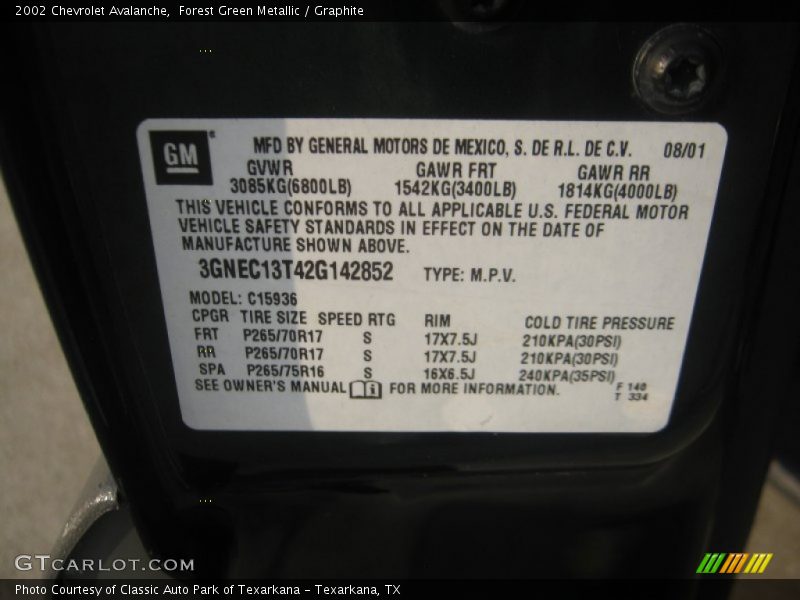 2002 Chevrolet Avalanche,  Forest Green Metallic / Graphite
GM
MFD BY GENERAL MOTORS DE MEXICO, S. DE R.L. DE C.V. 08/01
GVWR GAWR FRT GAWR RR
3085KG(6800LB) 1542KG(3400LB) 1814KG(4000LB)
THIS VEHICLE CONFORMS TO ALL APPLICABLE U.S. FEDERAL MOTOR
VEHICLE SAFETY STANDARDS IN EFFECT ON THE DATE OF
MANUFACTURE SHOWN ABOVE.
3GNEC13T42G142852 TYPE: M.P.V.
MODEL: C15936
CPGR TIRE SIZE SPEED RTG RIM COLD TIRE PRESSURE
FRT P265/70R17 S 17X7.5J 210KPA(30PSI)
RR P265/70R17 S 17X7.5J 210KPA(30PSI)
SPA P265/75R16 S 16X6.5J 240KPA(35PSI)
SEE OWNER'S MANUAL FOR MORE INFORMATION.
F 140
T 334
GTCARLOT.COM
Photo Courtesy of Classic Auto Park of Texarkana - Texarkana, TX